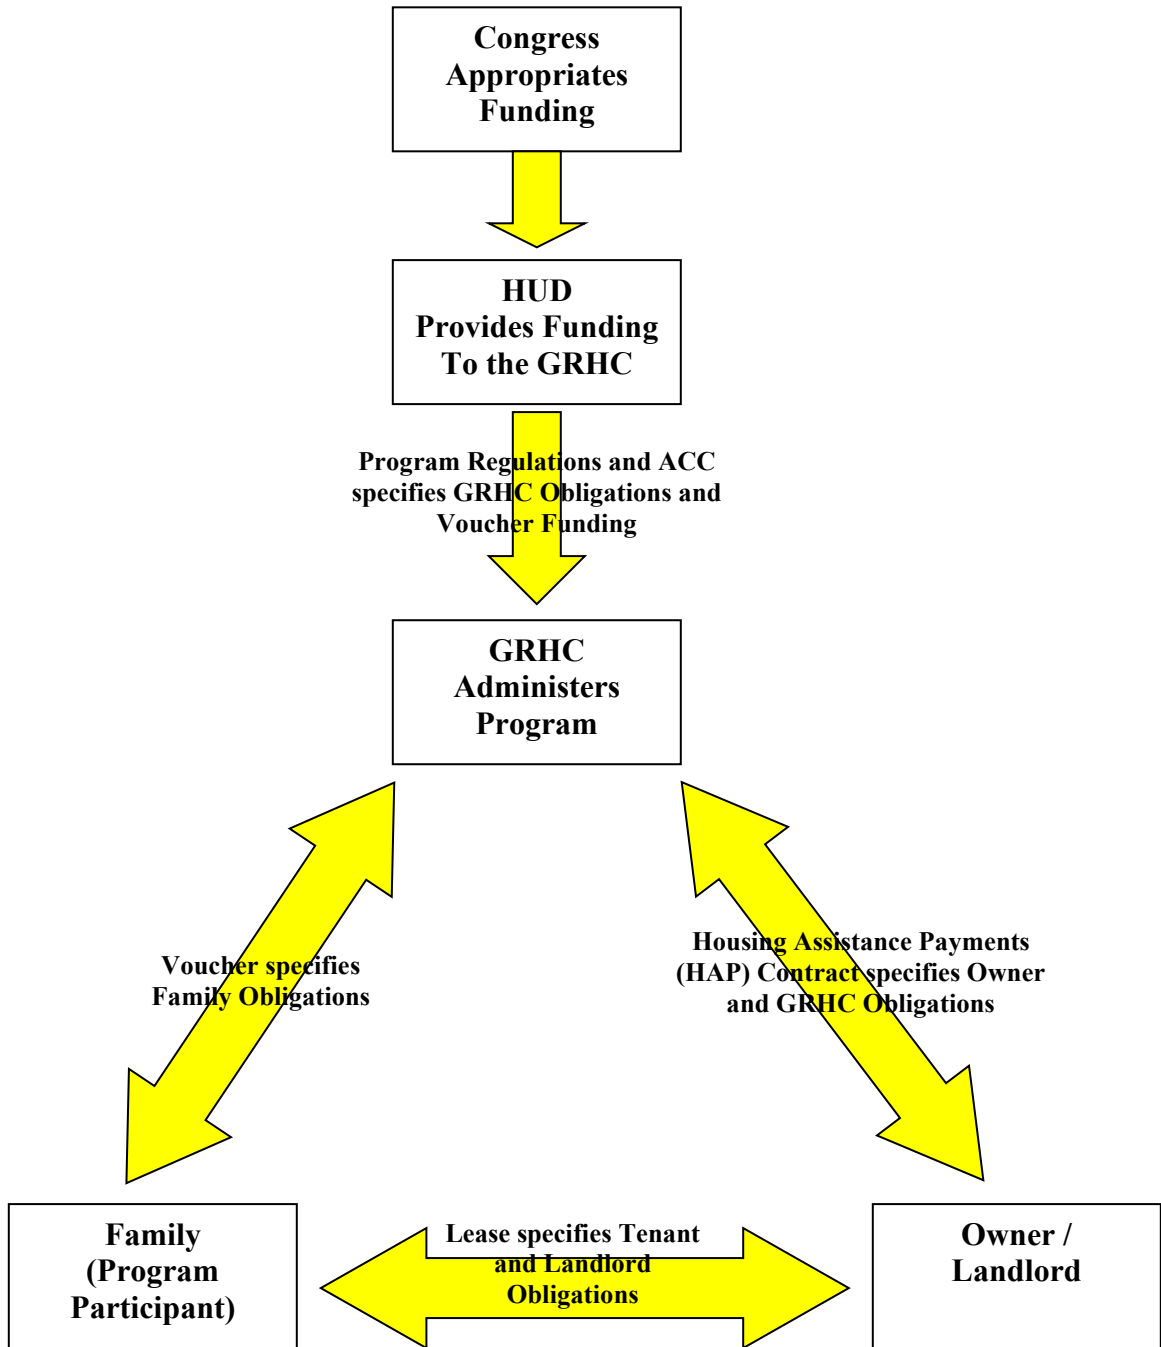 Congress
Appropriates
Funding
HUD
Provides Funding
To the GRHC
Program Regulations and ACC
specifies GRHC Obligations and
Voucher Funding
GRHC
Administers
Program
Voucher specifies
Family Obligations
Housing Assistance Payments
(HAP) Contract specifies Owner
and GRHC Obligations
Family
(Program
Participant)
Lease specifies Tenant
and Landlord
Obligations
Owner /
Landlord